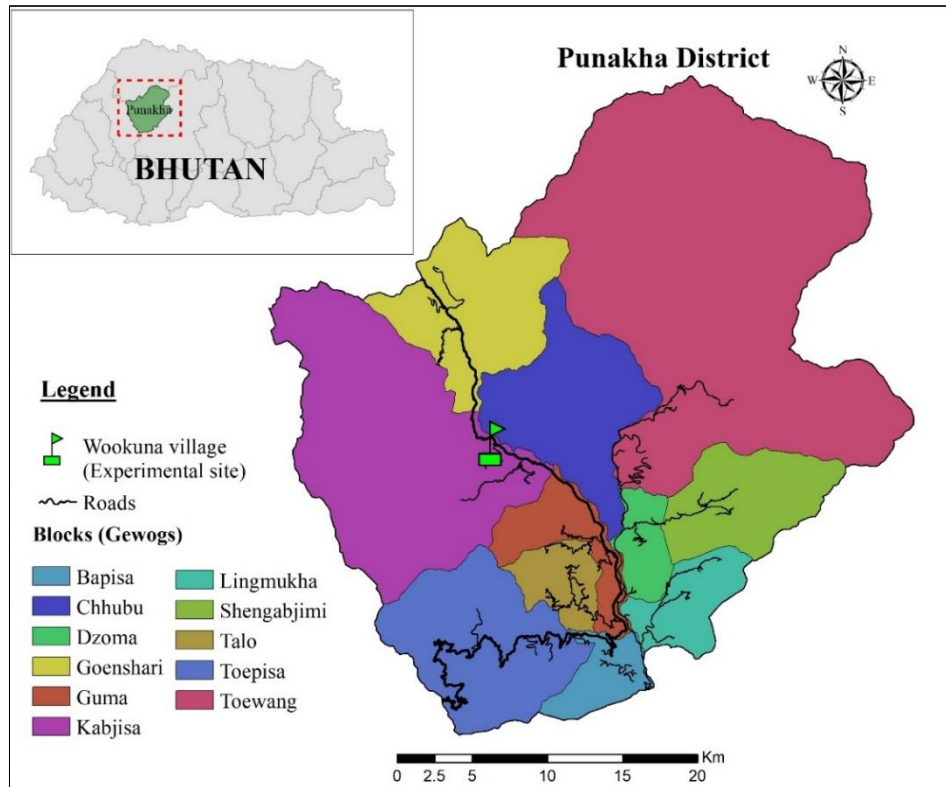 Punakha
BHUTAN
Punakha District
N
W E
S
Legend
Wookuna village
(Experimental site)
Roads
Blocks (Gewogs)
Bapisa
Chhubu
Dzoma
Goenshari
Guma
Kabjisa
Lingmukha
Shengabjimi
Talo
Toepisa
Toewang
Km
0 2.5 5 10 15 20